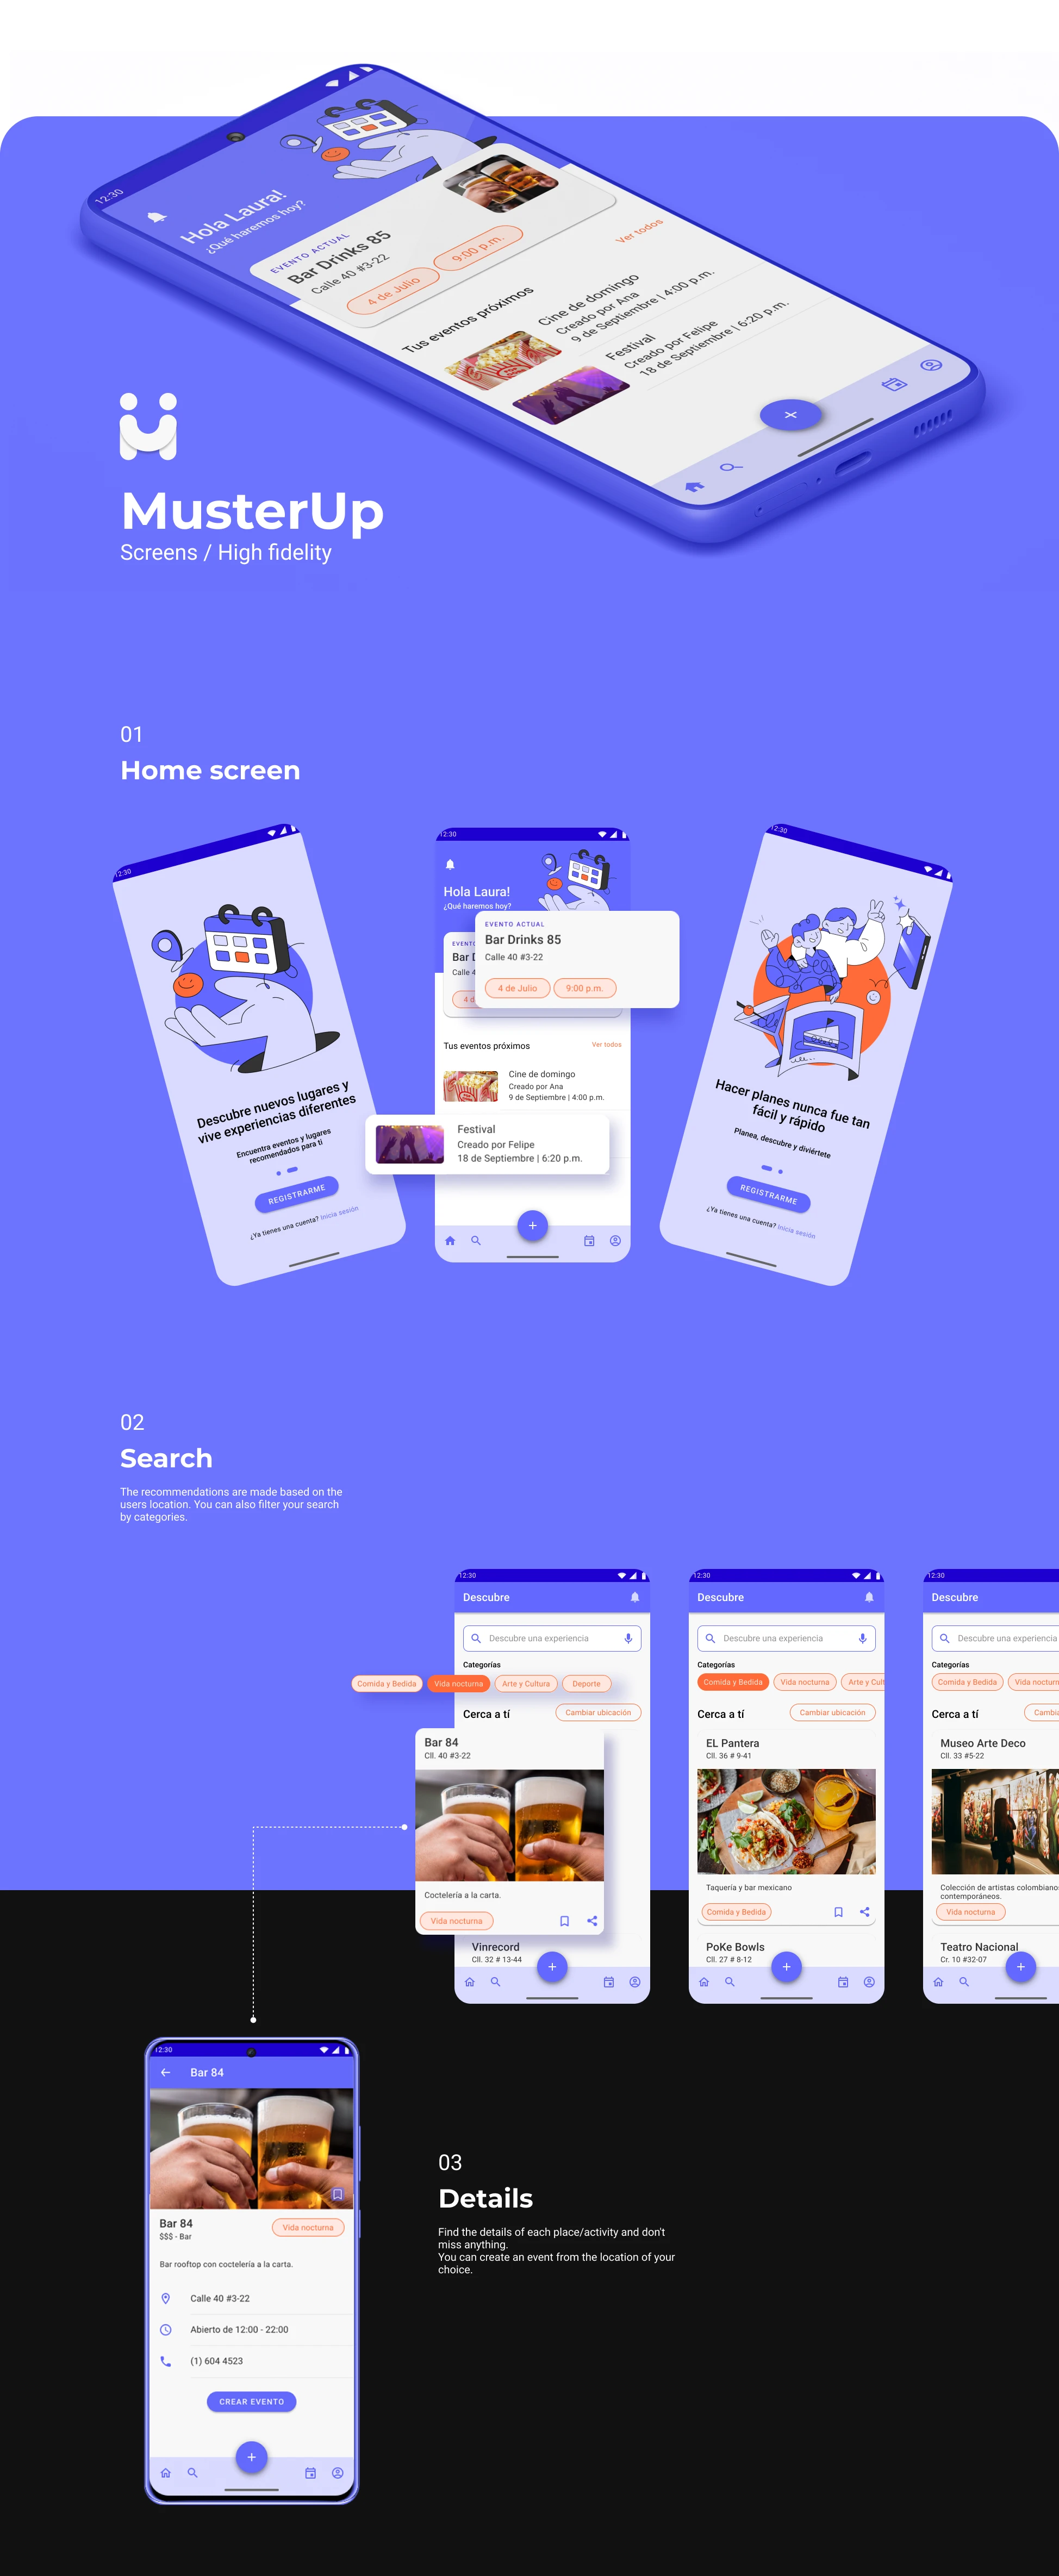 12:30
Hola Laura!
¿Qué haremos hoy?
EVENTO ACTUAL
Bar Drinks 85
Calle 40 #3-22
4 de Julio
9:00 p.m.
Tus eventos próximos
Ver todos
Cine de domingo
Creado por Ana
9 de Septiembre | 4:00 p.m.
Festival
Creado por Felipe
18 de Septiembre | 6:20 p.m.
MusterUp
Screens / High fidelity
01
Home screen
12:30
Descubre nuevos lugares y
vive experiencias diferentes
Encuentra eventos y lugares
recomendados para ti
REGISTRARME
¿Ya tienes una cuenta? Inicia sesión
12:30
Hola Laura!
¿Qué haremos hoy?
EVENTO
Bar D
Calle 4
4 d
EVENTO ACTUAL
Bar Drinks 85
Calle 40 #3-22
4 de Julio
9:00 p.m.
Tus eventos próximos
Ver todos
Cine de domingo
Creado por Ana
9 de Septiembre | 4:00 p.m.
Festival
Creado por Felipe
18 de Septiembre | 6:20 p.m.
12:30
Hacer planes nunca fue tan
fácil y rápido
Planea, descubre y diviértete
REGISTRARME
¿Ya tienes una cuenta? Inicia sesión
02
Search
The recommendations are made based on the
users location. You can also filter your search
by categories.
12:30
Descubre
Descubre una experiencia
Categorías
Comida y Bebida
Vida nocturna
Arte y Cultura
Deporte
Cerca a tí
Cambiar ubicación
Bar 84
Cll. 40 #3-22
Coctelería a la carta.
Vida nocturna
Vinrecord
Cll. 32 # 13-44
12:30
Descubre
Descubre una experiencia
Categorías
Comida y Bebida
Vida nocturna
Arte y Cult
Cerca a tí
Cambiar ubicación
EL Pantera
Cll. 36 # 9-41
Taquería y bar mexicano
Comida y Bebida
PoKe Bowls
Cll. 27 # 8-12
12:30
Descubre
Descubre una experiencia
Categorías
Comida y Bebida
Vida nocturn
Cerca a tí
Cambia
Museo Arte Deco
Cll. 33 #5-22
Colección de artistas colombiano
contemporáneos.
Vida nocturna
Teatro Nacional
Cr. 10 #32-07
12:30
Bar 84
Bar 84
$$$ - Bar
Vida nocturna
Bar rooftop con coctelería a la carta.
Calle 40 #3-22
Abierto de 12:00 - 22:00
(1) 604 4523
CREAR EVENTO
03
Details
Find the details of each place/activity and don't
miss anything.
You can create an event from the location of your
choice.